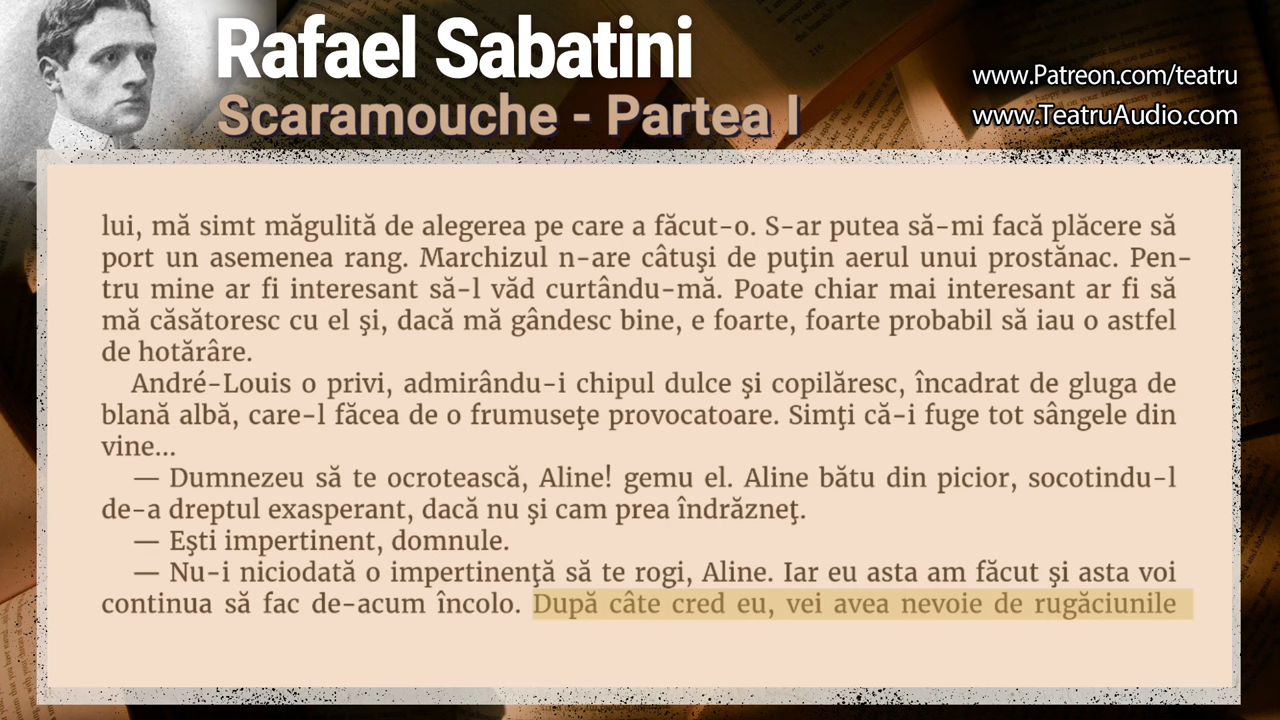 Rafael Sabatini
Scaramouche - Partea I
www.Patreon.com/teatru
www.TeatruAudio.com
lui, mă simt măgulită de alegerea pe care a făcut-o. S-ar putea să-mi facă plăcere să
port un asemenea rang. Marchizul n-are câtuşi de puţin aerul unui prostănac. Pen-
tru mine ar fi interesant să-l văd curtându-mă. Poate chiar mai interesant ar fi să
mă căsătoresc cu el şi, dacă mă gândesc bine, e foarte, foarte probabil să iau o astfel
de hotărâre.
André-Louis o privi, admirându-i chipul dulce şi copilăresc, încadrat de gluga de
blană albă, care-l făcea de o frumuseţe provocatoare. Simţi că-i fuge tot sângele din
vine...
— Dumnezeu să te ocrotească, Aline! gemu el. Aline bătu din picior, socotindu-l
de-a dreptul exasperant, dacă nu şi cam prea îndrăzneţ.
— Eşti impertinent, domnule.
— Nu-i niciodată o impertinenţă să te rogi, Aline. Iar eu asta am făcut şi asta voi
continua să fac de-acum încolo. După câte cred eu, vei avea nevoie de rugăciunile